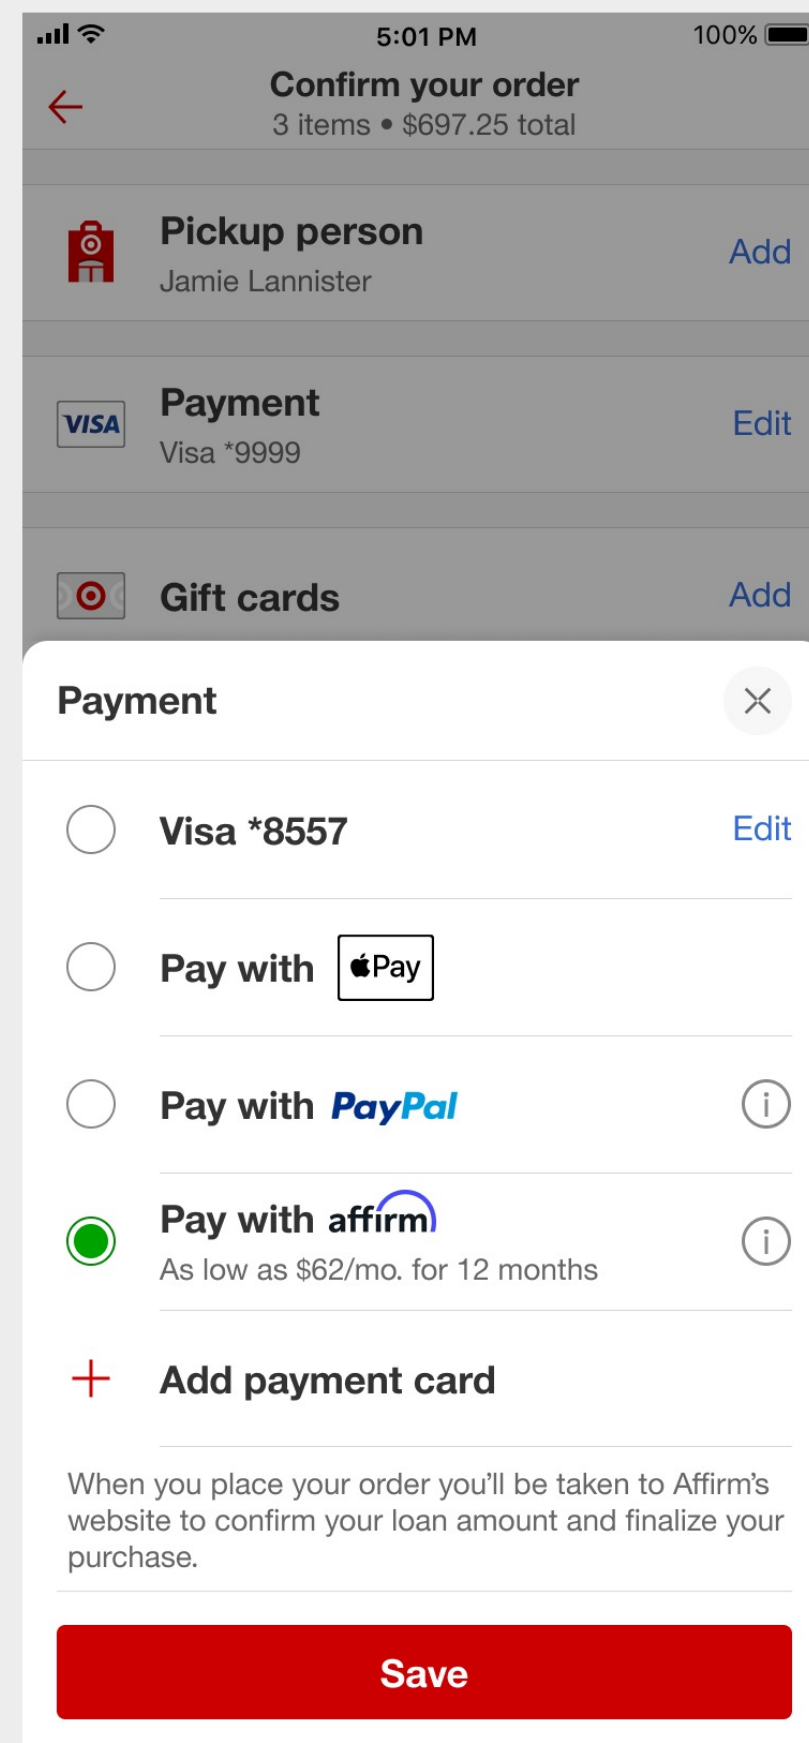 5:01 PM
100%
Confirm your order
3 items • $697.25 total
Pickup person
Jamie Lannister
Add
VISA
Payment
Visa *9999
Edit
Gift cards
Add
Payment
Visa *8557
Edit
Pay with Pay
Pay with PayPal
Pay with affirm
As low as $62/mo. for 12 months
Add payment card
When you place your order you’ll be taken to Affirm’s
website to confirm your loan amount and finalize your
purchase.
Save